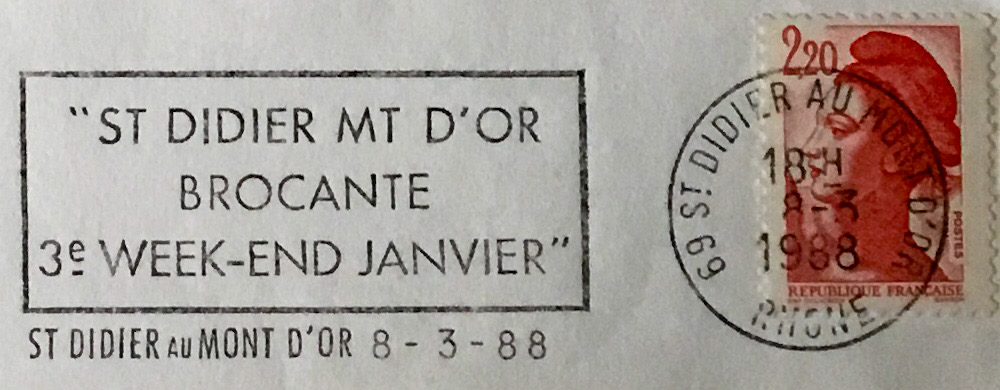 "ST DIDIER MT D'OR
BROCANTE
3e WEEK-END JANVIER"
ST DIDIER AU MONT D'OR 8 - 3 - 88
2,20
69 ST DIDIER AU MONT D'OR
18 H
8 - 3
1988
RHONE
POSTES
REPUBLIQUE FRANÇAISE